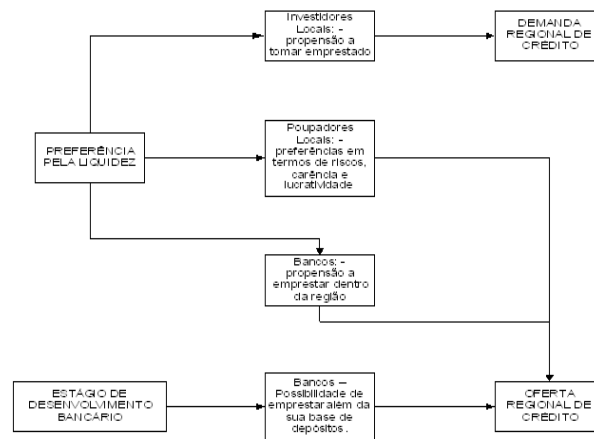 Investidores
Locais: -
propensão a
tomar emprestado
DEMANDA
REGIONAL DE
CRÉDITO
PREFERÊNCIA
PELA LIQUIDEZ
Poupadores
Locais: -
preferências em
termos de riscos,
carência e
lucratividade
Bancos: -
propensão a
emprestar dentro
da região
ESTÁGIO DE
DESENVOLVIMENTO
BANCÁRIO
Bancos –
Possibilidade de
emprestar além da
sua base de
depósitos .
OFERTA
REGIONAL DE
CRÉDITO